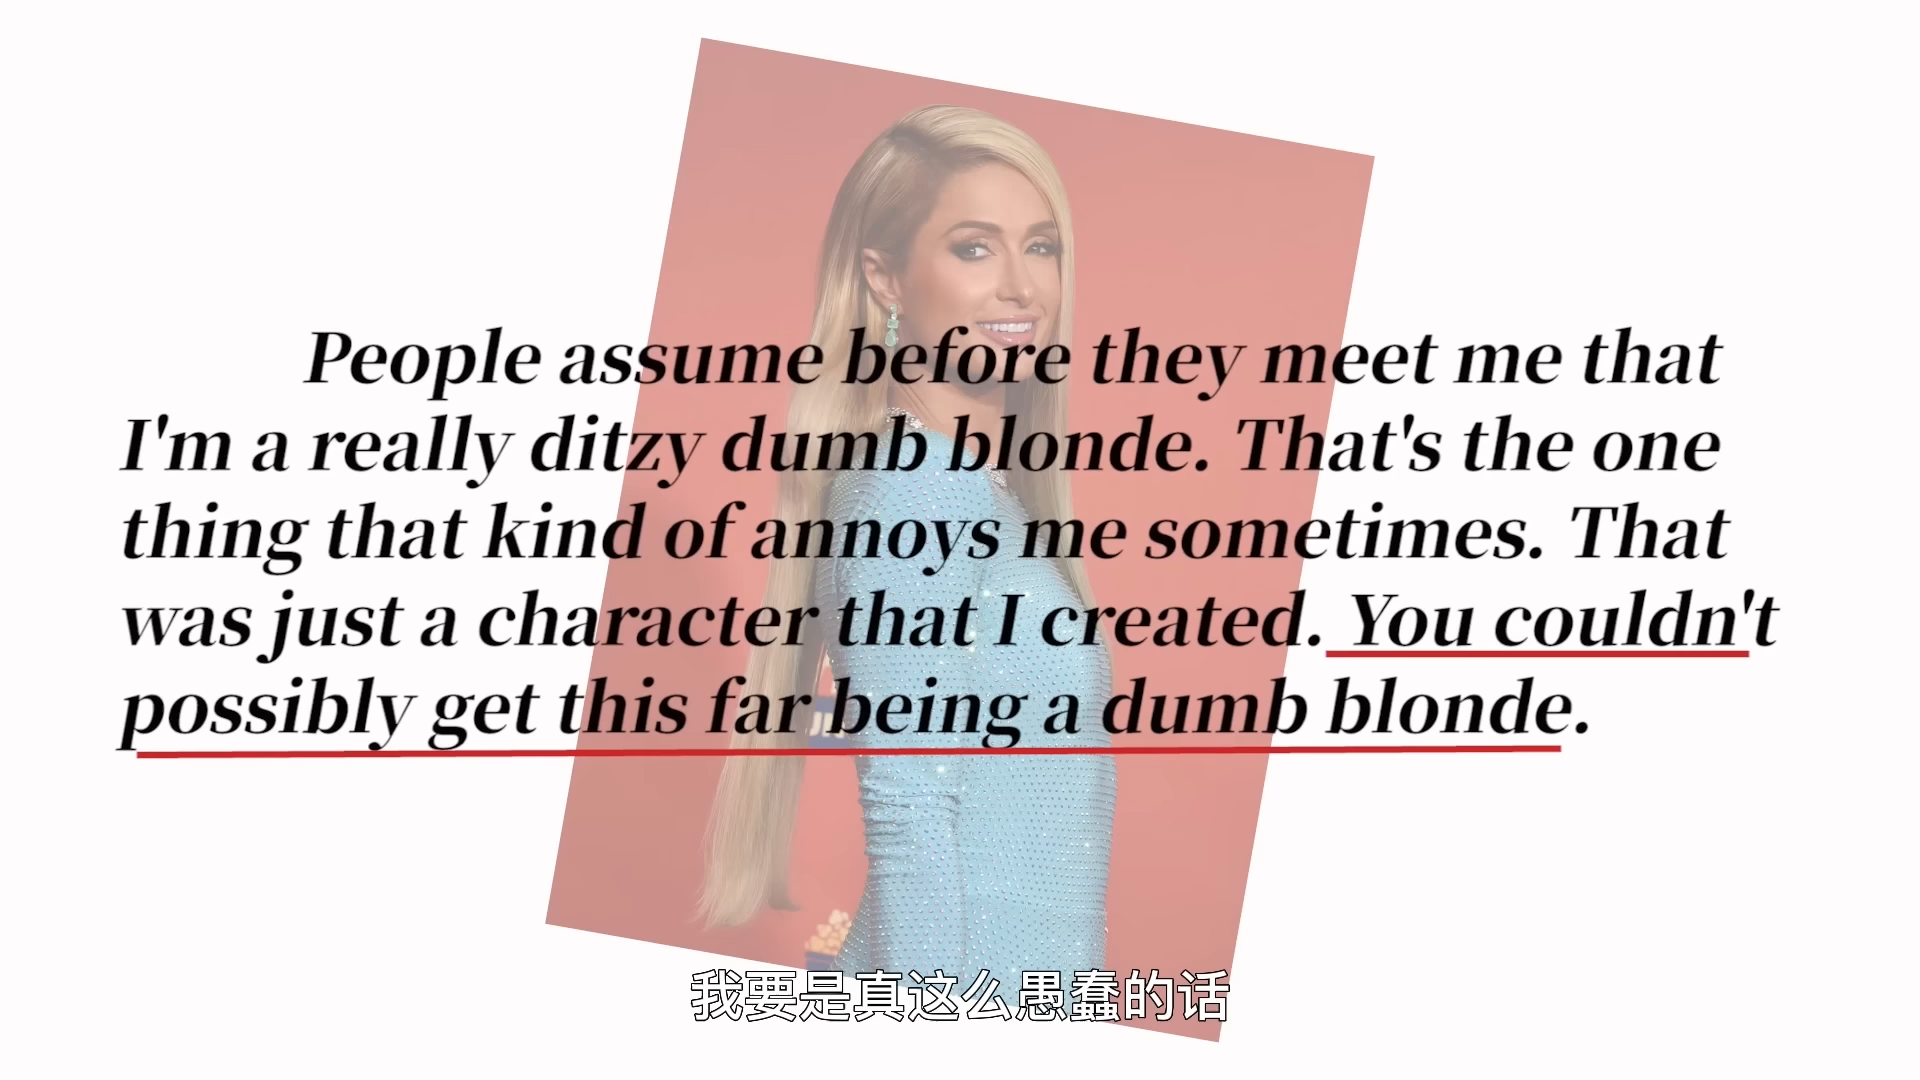 People assume before they meet me that
I'm a really ditzy dumb blonde. That's the one
thing that kind of annoys me sometimes. That
was just a character that I created. You couldn't
possibly get this far being a dumb blonde.
我要是真这么愚蠢的话